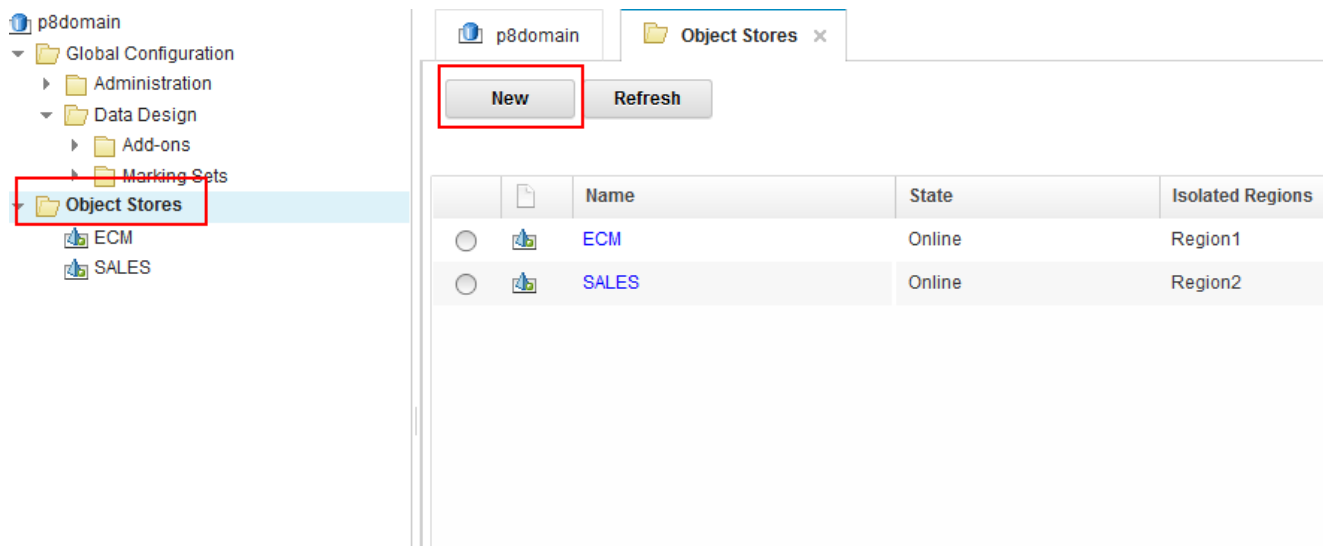 p8domain
Global Configuration
Administration
Data Design
Add-ons
Marking Sets
Object Stores
ECM
SALES
p8domain
Object Stores
New
Refresh
Name State Isolated Regions
ECM Online Region1
SALES Online Region2